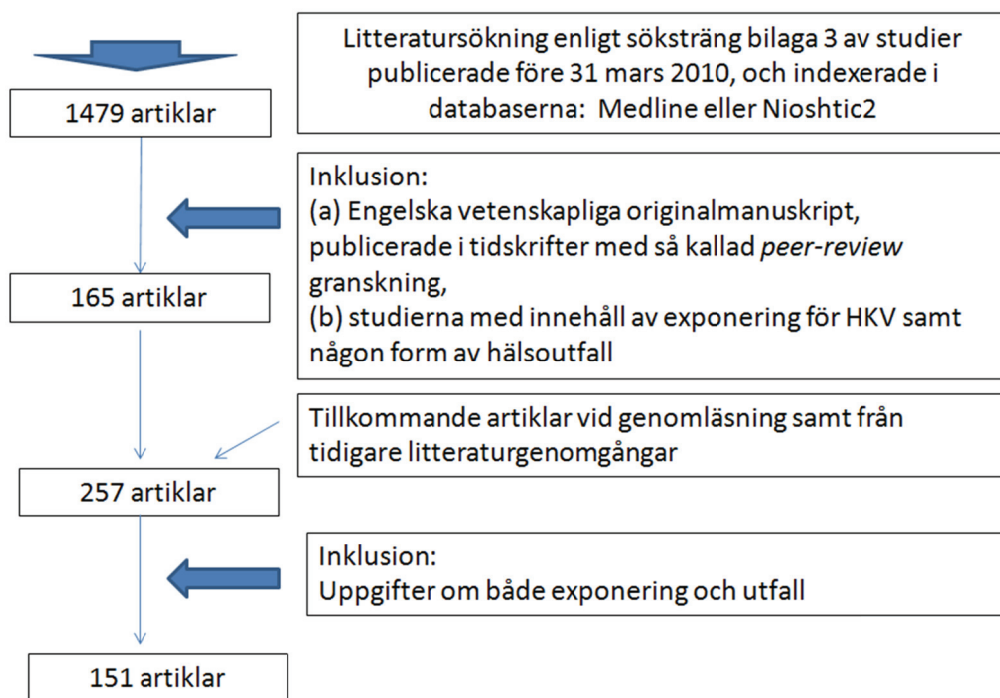 Litteratursökning enligt söksträng bilaga 3 av studier
publicerade före 31 mars 2010, och indexerade i
databaserna: Medline eller Nioshtic2
1479 artiklar
Inklusion:
(a) Engelska vetenskapliga originalmanuskript,
publicerade i tidskrifter med så kallad peer-review
granskning,
(b) studierna med innehåll av exponering för HKV samt
någon form av hälsoutfall
165 artiklar
Tillkommande artiklar vid genomläsning samt från
tidigare litteraturgenomgångar
257 artiklar
Inklusion:
Uppgifter om både exponering och utfall
151 artiklar